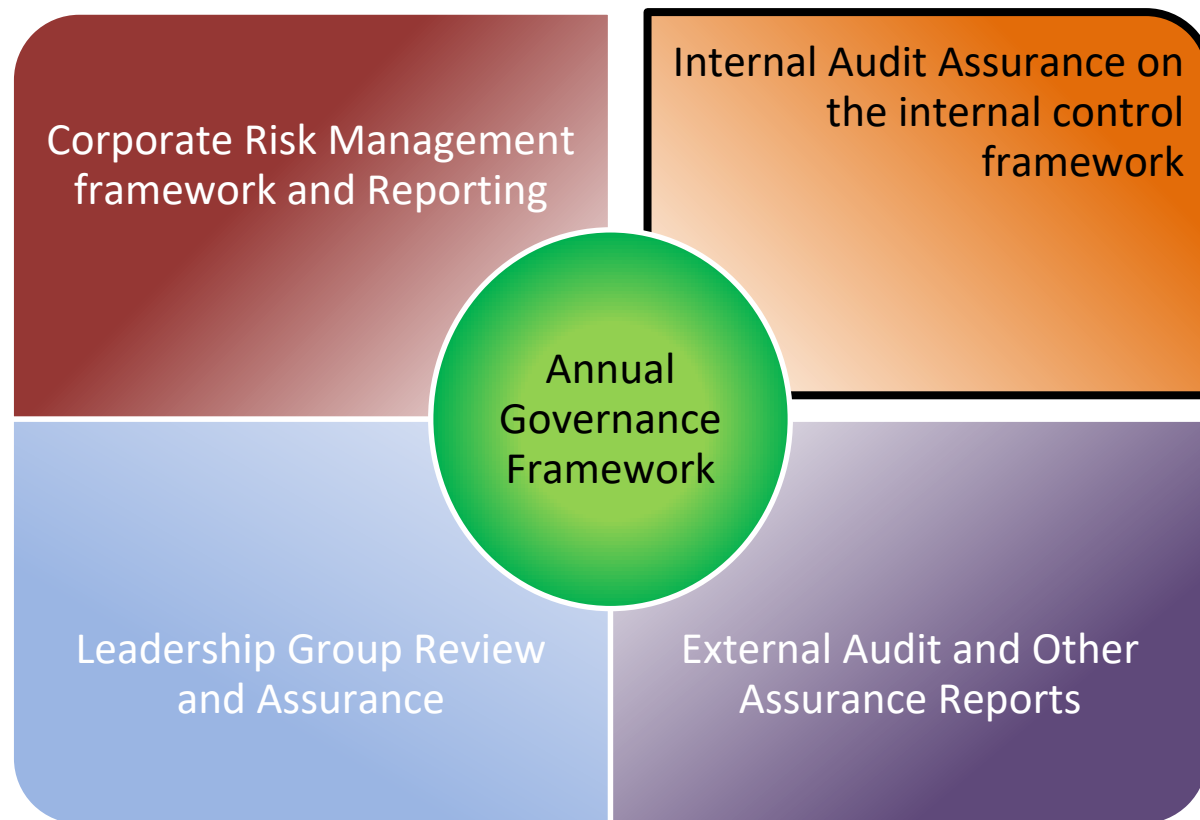 Corporate Risk Management
framework and Reporting
Internal Audit Assurance on
the internal control
framework
Annual
Governance
Framework
Leadership Group Review
and Assurance
External Audit and Other
Assurance Reports